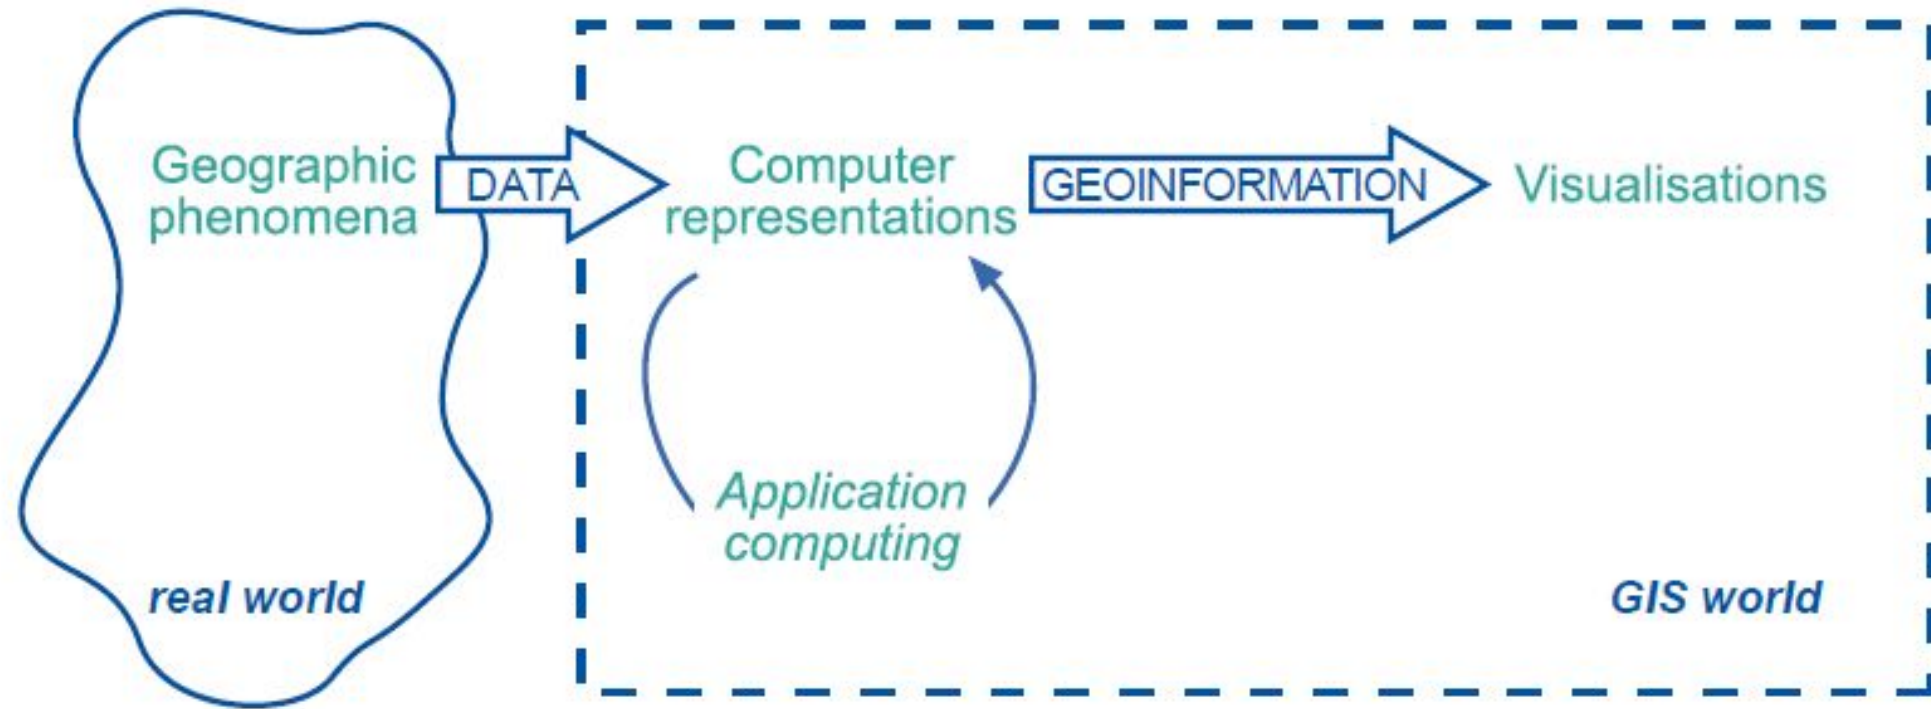 Geographic
phenomena
DATA
Computer
representations
GEOINFORMATION
Visualisations
Application
computing
real world
GIS world